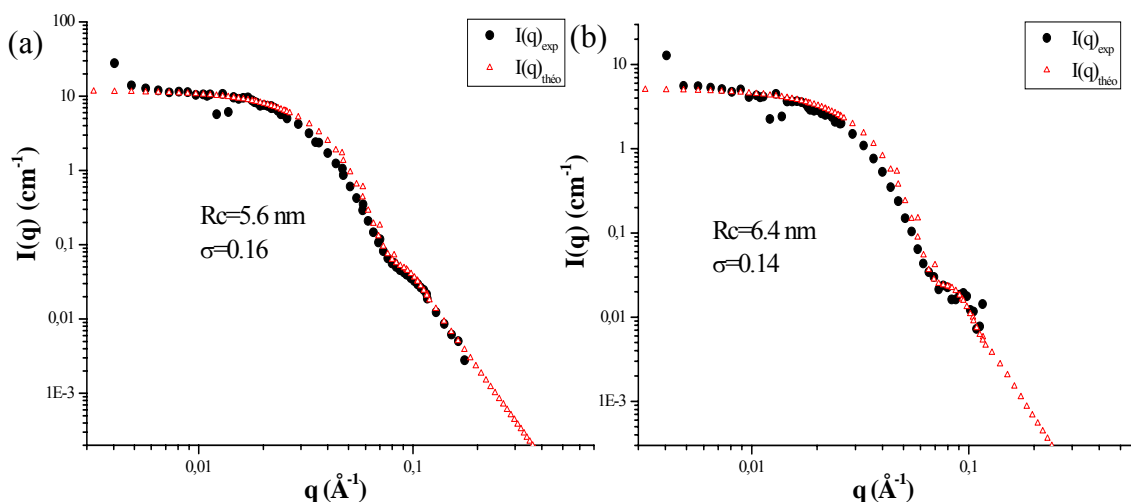 (a)
I(q)exp
I(q)théo
100
10
1
0,1
0,01
1E-3
I(q) (cm⁻¹)
Rc=5.6 nm
σ=0.16
0,01
0,1
q (Å⁻¹)
(b)
I(q)exp
I(q)théo
100
10
1
0,1
0,01
1E-3
I(q) (cm⁻¹)
Rc=6.4 nm
σ=0.14
0,01
0,1
q (Å⁻¹)